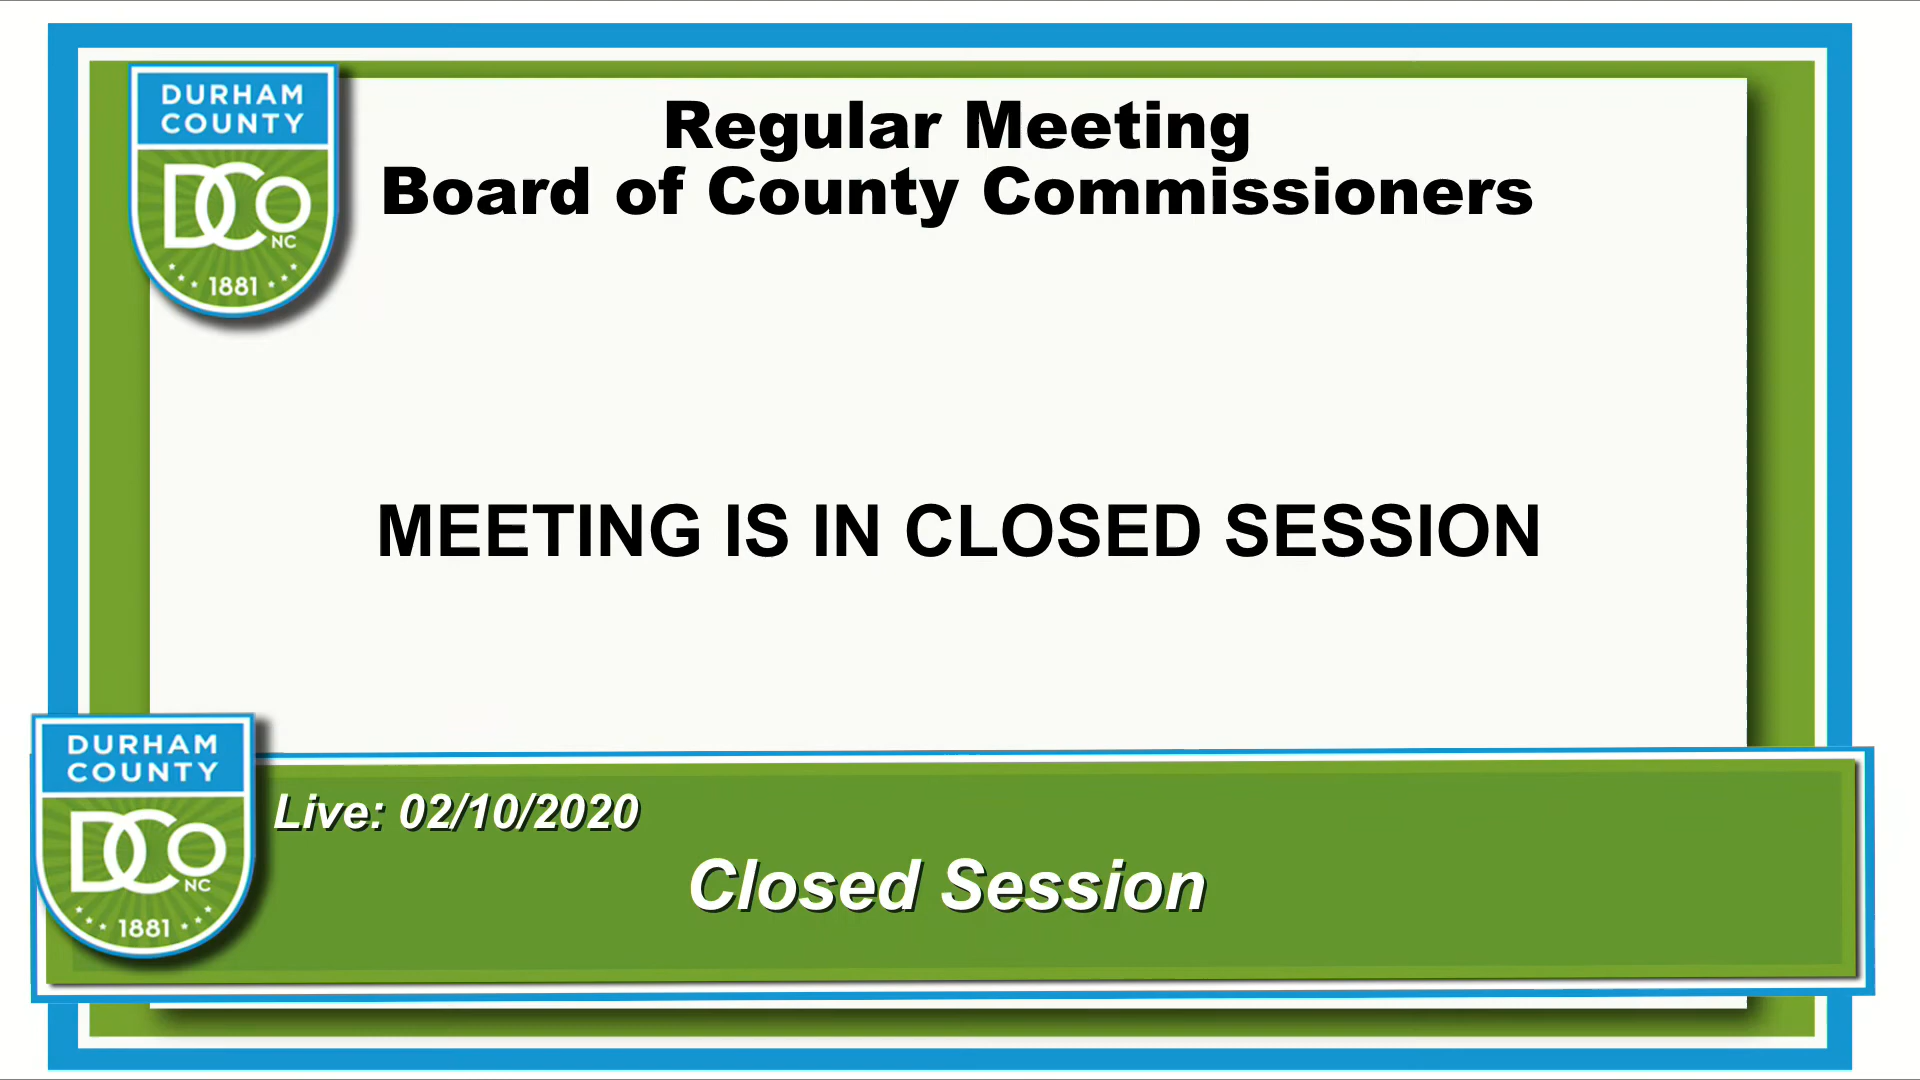 DURHAM
COUNTY
DCo
NC
1881
Regular Meeting
Board of County Commissioners
MEETING IS IN CLOSED SESSION
DURHAM
COUNTY
DCo
NC
1881
Live: 02/10/2020
Closed Session